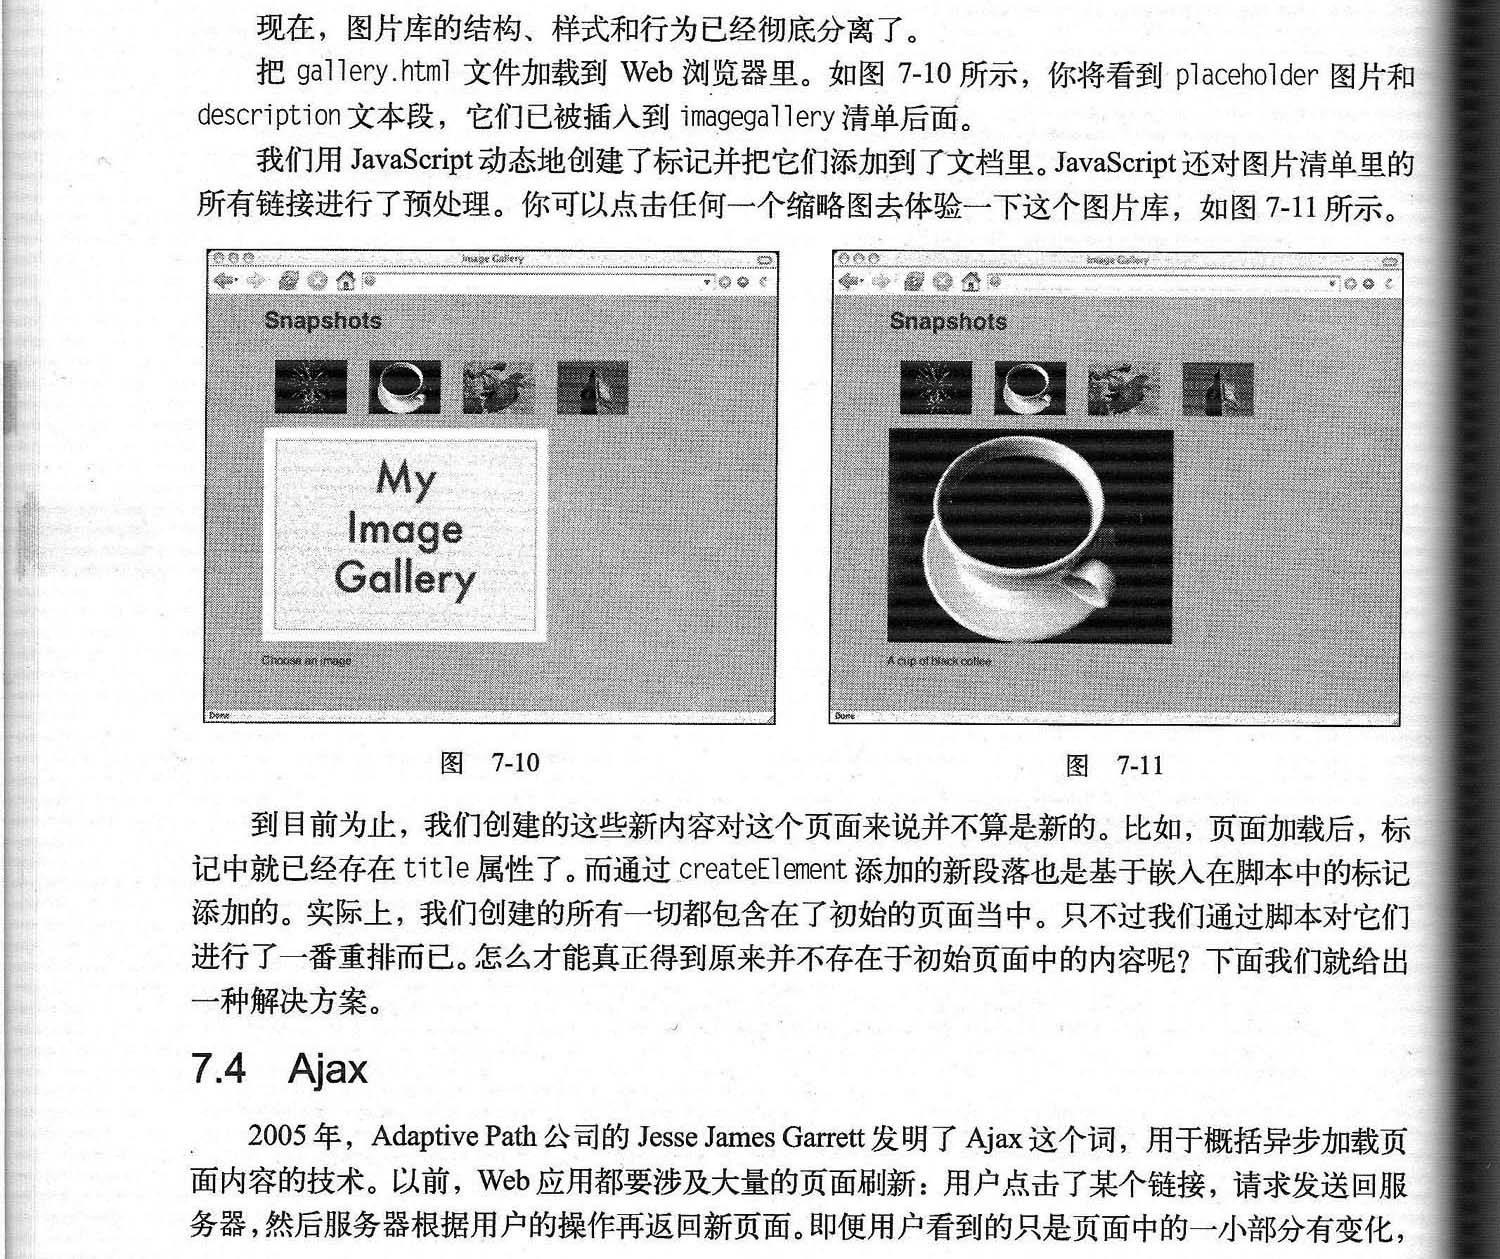 现在，图片库的结构、样式和行为已经彻底分离了。
把 gallery.html 文件加载到 Web 浏览器里。如图 7-10 所示，你将看到 placeholder 图片和
description 文本段，它们已被插入到 imagegallery 清单后面。
我们用 JavaScript 动态地创建了标记并把它们添加到了文档里。JavaScript 还对图片清单里的
所有链接进行了预处理。你可以点击任何一个缩略图去体验一下这个图片库，如图 7-11 所示。
Image Gallery
Snapshots
My
Image
Gallery
Choose an image
Done
Image Gallery
Snapshots
A cup of black coffee
Done
图 7-10
图 7-11
到目前为止，我们创建的这些新内容对这个页面来说并不算是新的。比如，页面加载后，标
记中就已经存在 title 属性了。而通过 createElement 添加的新段落也是基于嵌入在脚本中的标记
添加的。实际上，我们创建的所有一切都包含在了初始的页面当中。只不过我们通过脚本对它们
进行了一番重排而已。怎么才能真正得到原来并不存在于初始页面中的内容呢？下面我们就给出
一种解决方案。
7.4 Ajax
2005 年，Adaptive Path 公司的 Jesse James Garrett 发明了 Ajax 这个词，用于概括异步加载页
面内容的技术。以前，Web 应用都要涉及大量的页面刷新：用户点击了某个链接，请求发送回服
务器，然后服务器根据用户的操作再返回新页面。即便用户看到的只是页面中的一小部分有变化，